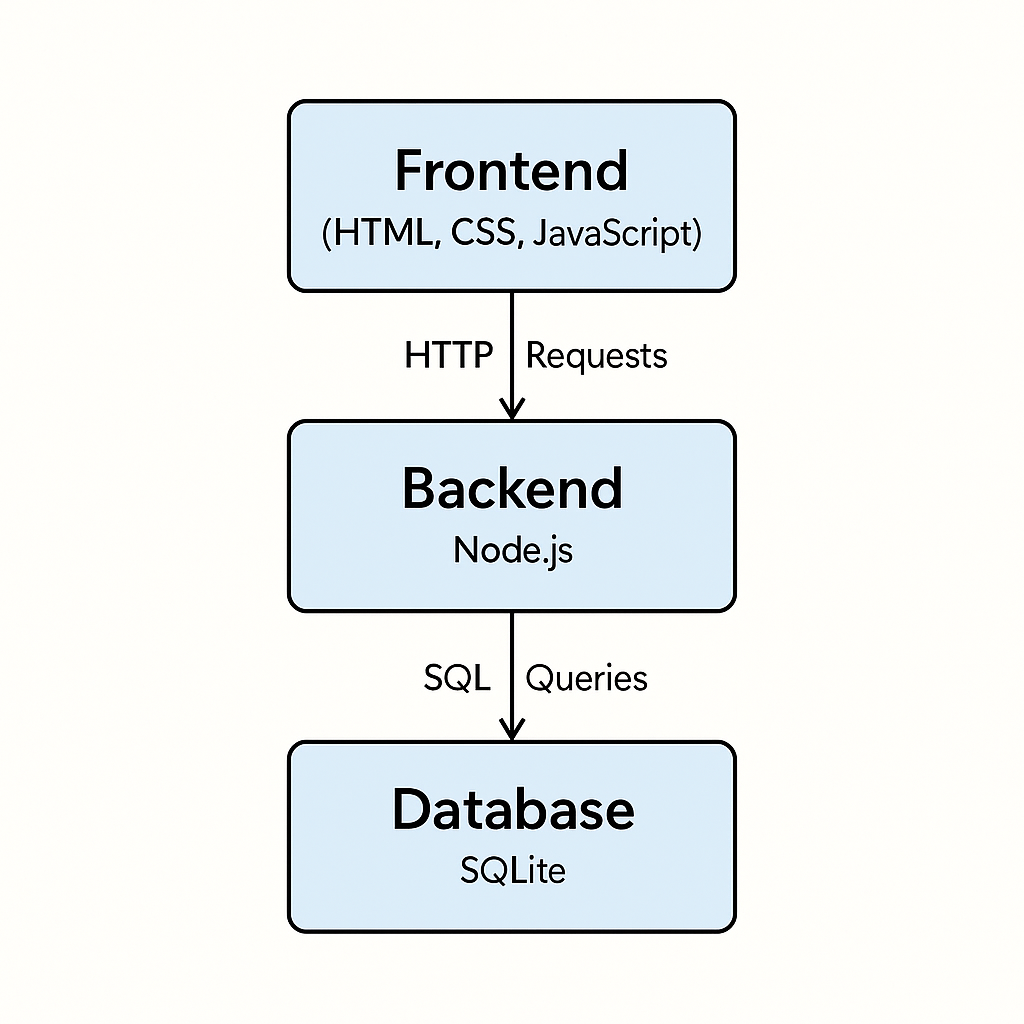 Frontend
(HTML, CSS, JavaScript)
HTTP Requests
Backend
Node.js
SQL Queries
Database
SQLite